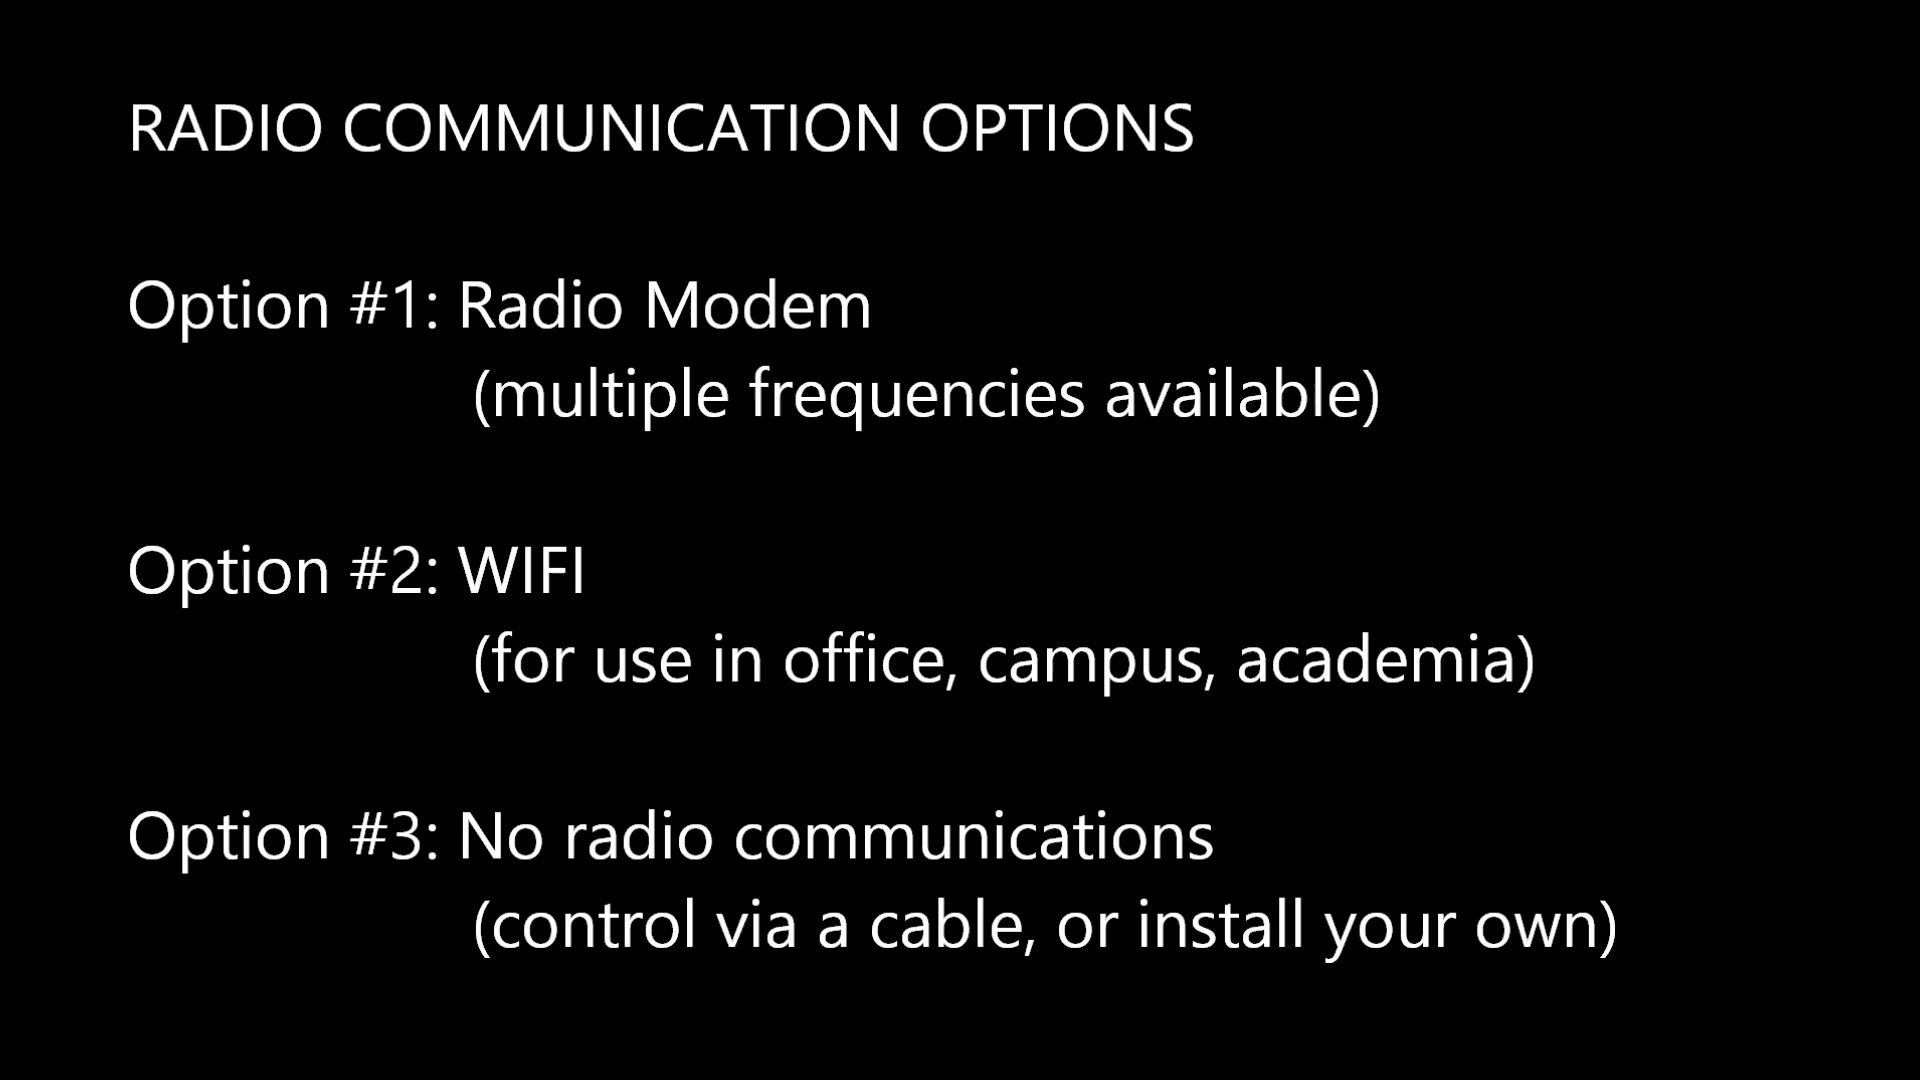 RADIO COMMUNICATION OPTIONS
Option #1: Radio Modem
(multiple frequencies available)
Option #2: WIFI
(for use in office, campus, academia)
Option #3: No radio communications
(control via a cable, or install your own)